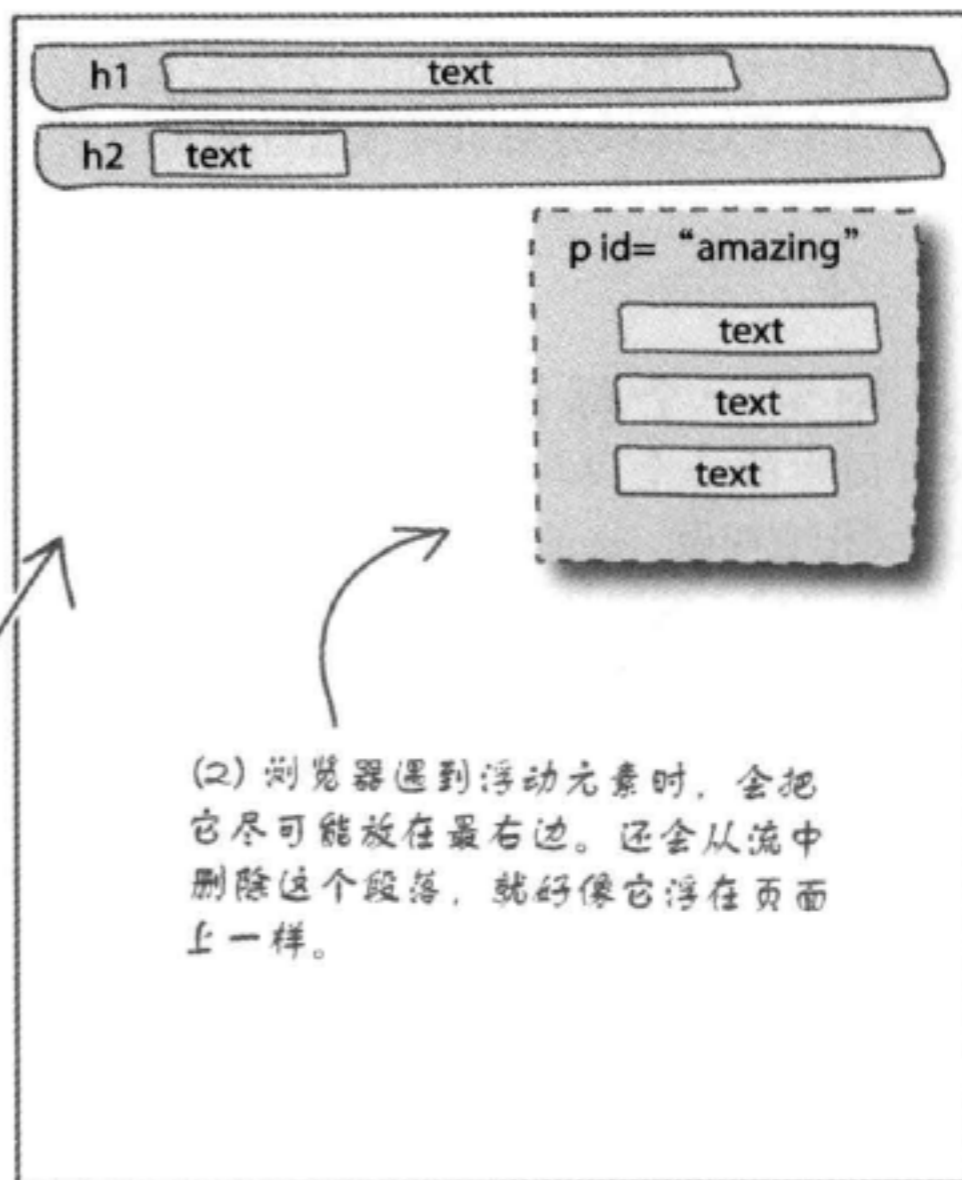 h1 text
h2 text
p id= “amazing”
text
text
text
(2) 浏览器遇到浮动元素时，会把
它尽可能放在最右边。还会从流中
删除这个段落，就好像它浮在页面
上一样。